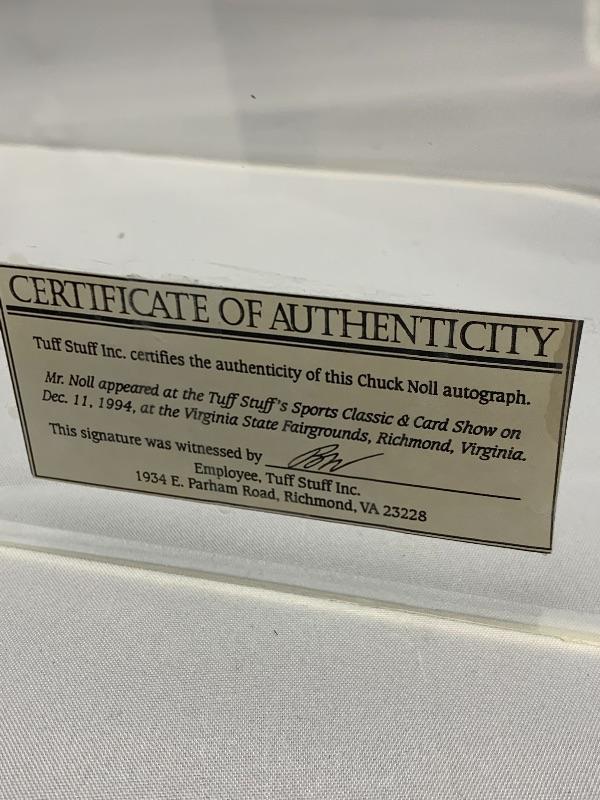 CERTIFICATE OF AUTHENTICITY
Tuff Stuff Inc. certifies the authenticity of this Chuck Noll autograph.
Mr. Noll appeared at the Tuff Stuff's Sports Classic & Card Show on
Dec. 11, 1994, at the Virginia State Fairgrounds, Richmond, Virginia.
This signature was witnessed by
Employee, Tuff Stuff Inc.
1934 E. Parham Road, Richmond, VA 23228